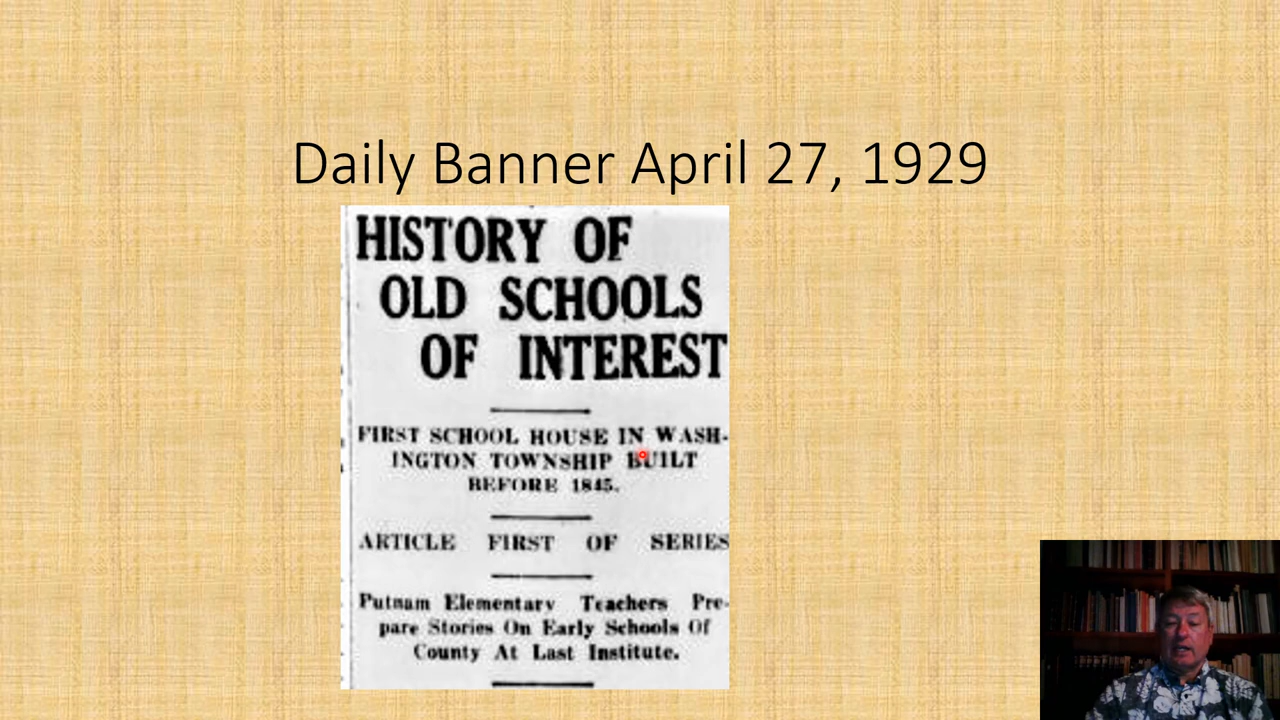 Daily Banner April 27, 1929
HISTORY OF
OLD SCHOOLS
OF INTEREST
FIRST SCHOOL HOUSE IN WASH-
INGTON TOWNSHIP BUILT
BEFORE 1845.
ARTICLE FIRST OF SERIES
Putnam Elementary Teachers Pre-
pare Stories On Early Schools Of
County At Last Institute.